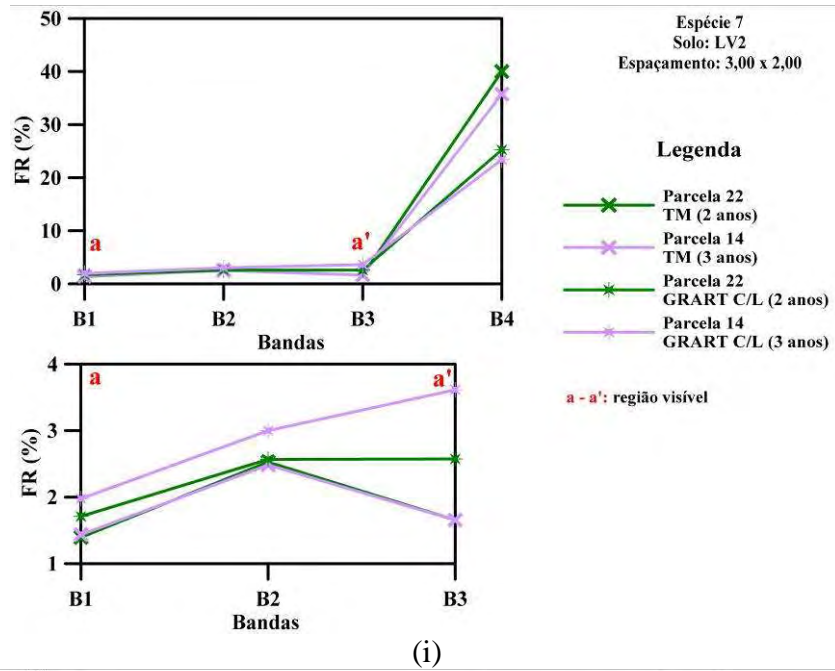 50
40
30
20
10
0
FR (%)
a
a'
B1
B2
B3
B4
Bandas
Espécie 7
Solo: LV2
Espaçamento: 3,00 x 2,00
Legenda
Parcela 22
TM (2 anos)
Parcela 14
TM (3 anos)
Parcela 22
GRART C/L (2 anos)
Parcela 14
GRART C/L (3 anos)
a - a': região visível
4
3
2
1
FR (%)
a
a'
B1
B2
B3
Bandas
(i)